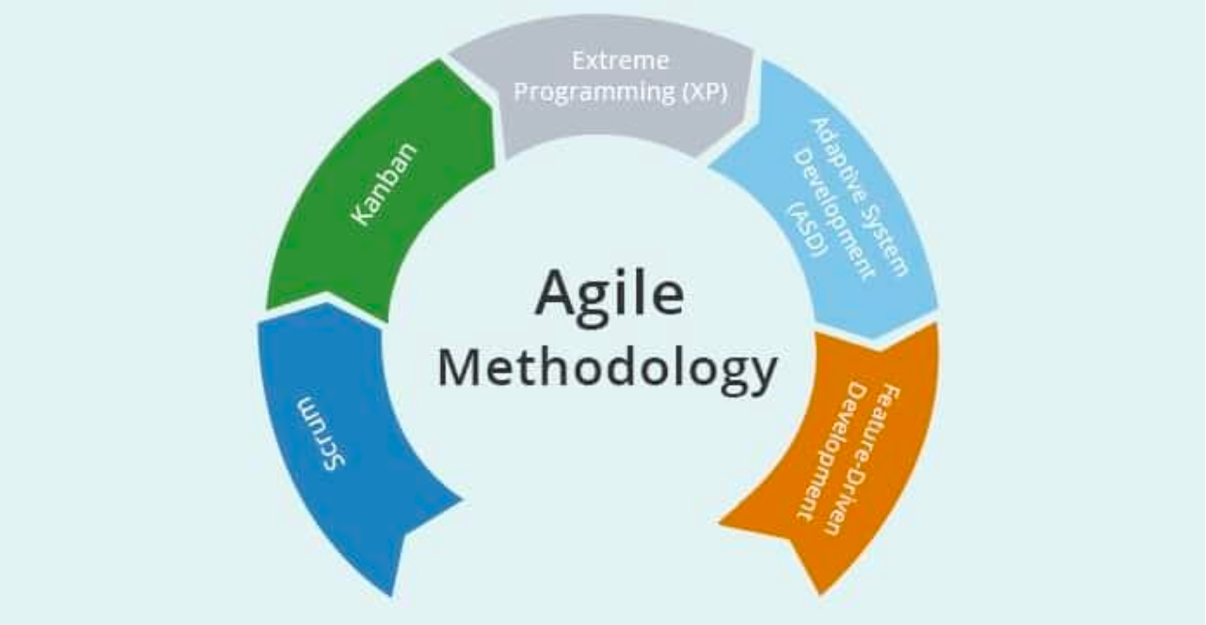 Extreme
Programming (XP)
Adaptive System
Development
(ASD)
Kanban
Agile
Methodology
Scrum
Feature-Driven
Development